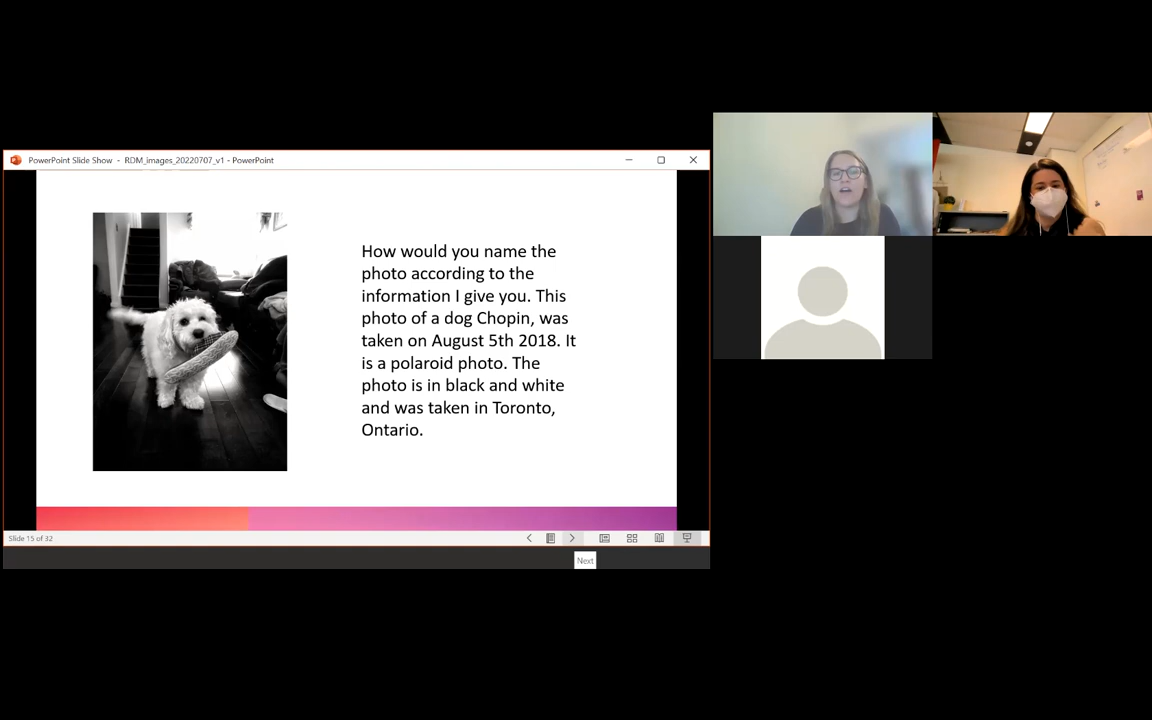 PowerPoint Slide Show - RDM_images_20220707_v1 - PowerPoint
How would you name the
photo according to the
information I give you. This
photo of a dog Chopin, was
taken on August 5th 2018. It
is a polaroid photo. The
photo is in black and white
and was taken in Toronto,
Ontario.
Slide 15 of 32
Next